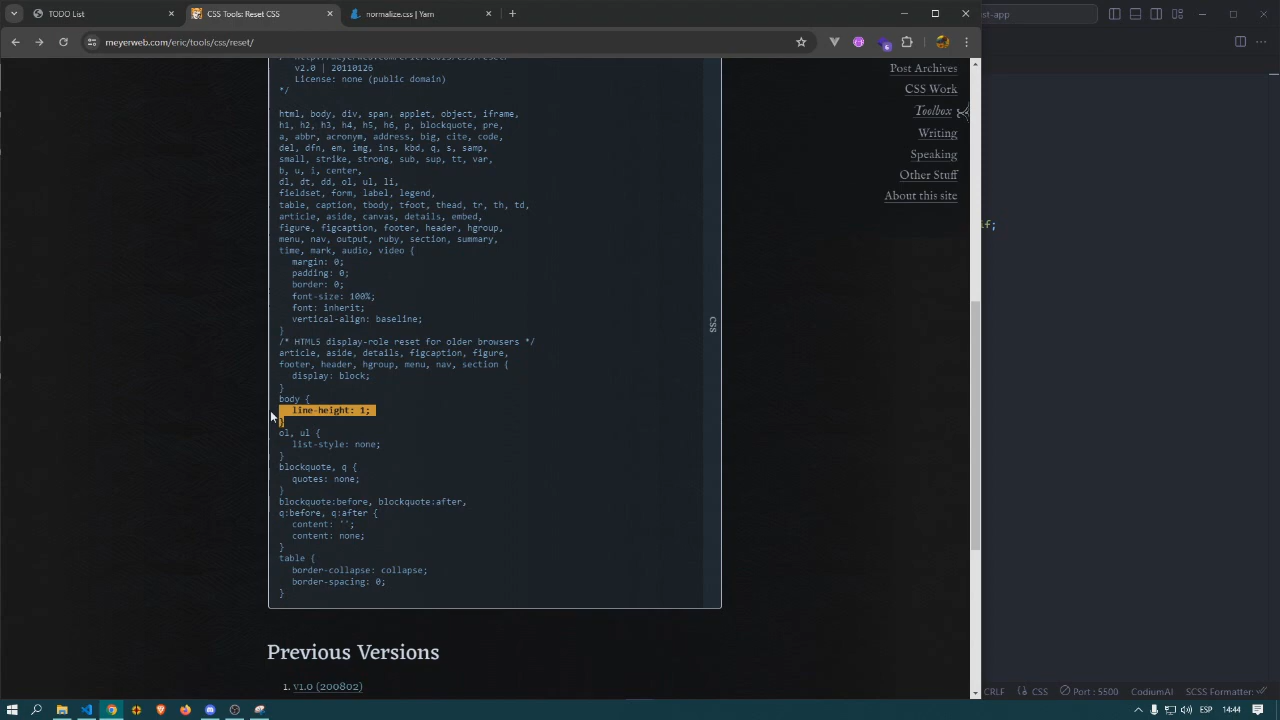 TODO List
CSS Tools: Reset CSS
normalize.css | Yarn
st-app
meyerweb.com/eric/tools/css/reset/
v2.0 | 20110126
License: none (public domain)
*/
html, body, div, span, applet, object, iframe,
h1, h2, h3, h4, h5, h6, p, blockquote, pre,
a, abbr, acronym, address, big, cite, code,
del, dfn, em, img, ins, kbd, q, s, samp,
small, strike, strong, sub, sup, tt, var,
b, u, i, center,
dl, dt, dd, ol, ul, li,
fieldset, form, label, legend,
table, caption, tbody, tfoot, thead, tr, th, td,
article, aside, canvas, details, embed,
figure, figcaption, footer, header, hgroup,
menu, nav, output, ruby, section, summary,
time, mark, audio, video {
margin: 0;
padding: 0;
border: 0;
font-size: 100%;
font: inherit;
vertical-align: baseline;
}
/* HTML5 display-role reset for older browsers */
article, aside, details, figcaption, figure,
footer, header, hgroup, menu, nav, section {
display: block;
}
body {
line-height: 1;
}
ol, ul {
list-style: none;
}
blockquote, q {
quotes: none;
}
blockquote:before, blockquote:after,
q:before, q:after {
content: '';
content: none;
}
table {
border-collapse: collapse;
border-spacing: 0;
}
CSS
Post Archives
CSS Work
Toolbox
Writing
Speaking
Other Stuff
About this site
if;
Previous Versions
1. v1.0 (200802)
CRLF
{} CSS
Port : 5500
CodiumAI
SCSS Formatter:
ESP
14:44